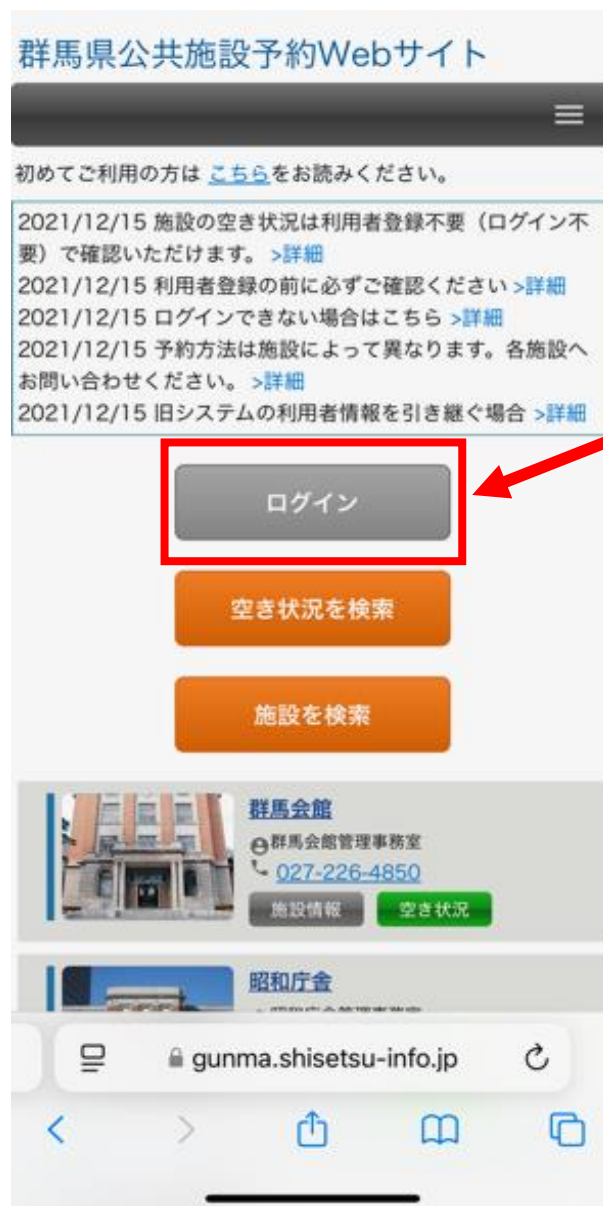 群馬県公共施設予約Webサイト
初めてご利用の方は こちらをお読みください。
2021/12/15 施設の空き状況は利用者登録不要（ログイン不
要）で確認いただけます。 >詳細
2021/12/15 利用者登録の前に必ずご確認ください >詳細
2021/12/15 ログインできない場合はこちら >詳細
2021/12/15 予約方法は施設によって異なります。各施設へ
お問い合わせください。 >詳細
2021/12/15 旧システムの利用者情報を引き継ぐ場合 >詳細
ログイン
空き状況を検索
施設を検索
群馬会館
群馬会館管理事務室
027-226-4850
施設情報 空き状況
昭和庁舎
gunma.shisetsu-info.jp